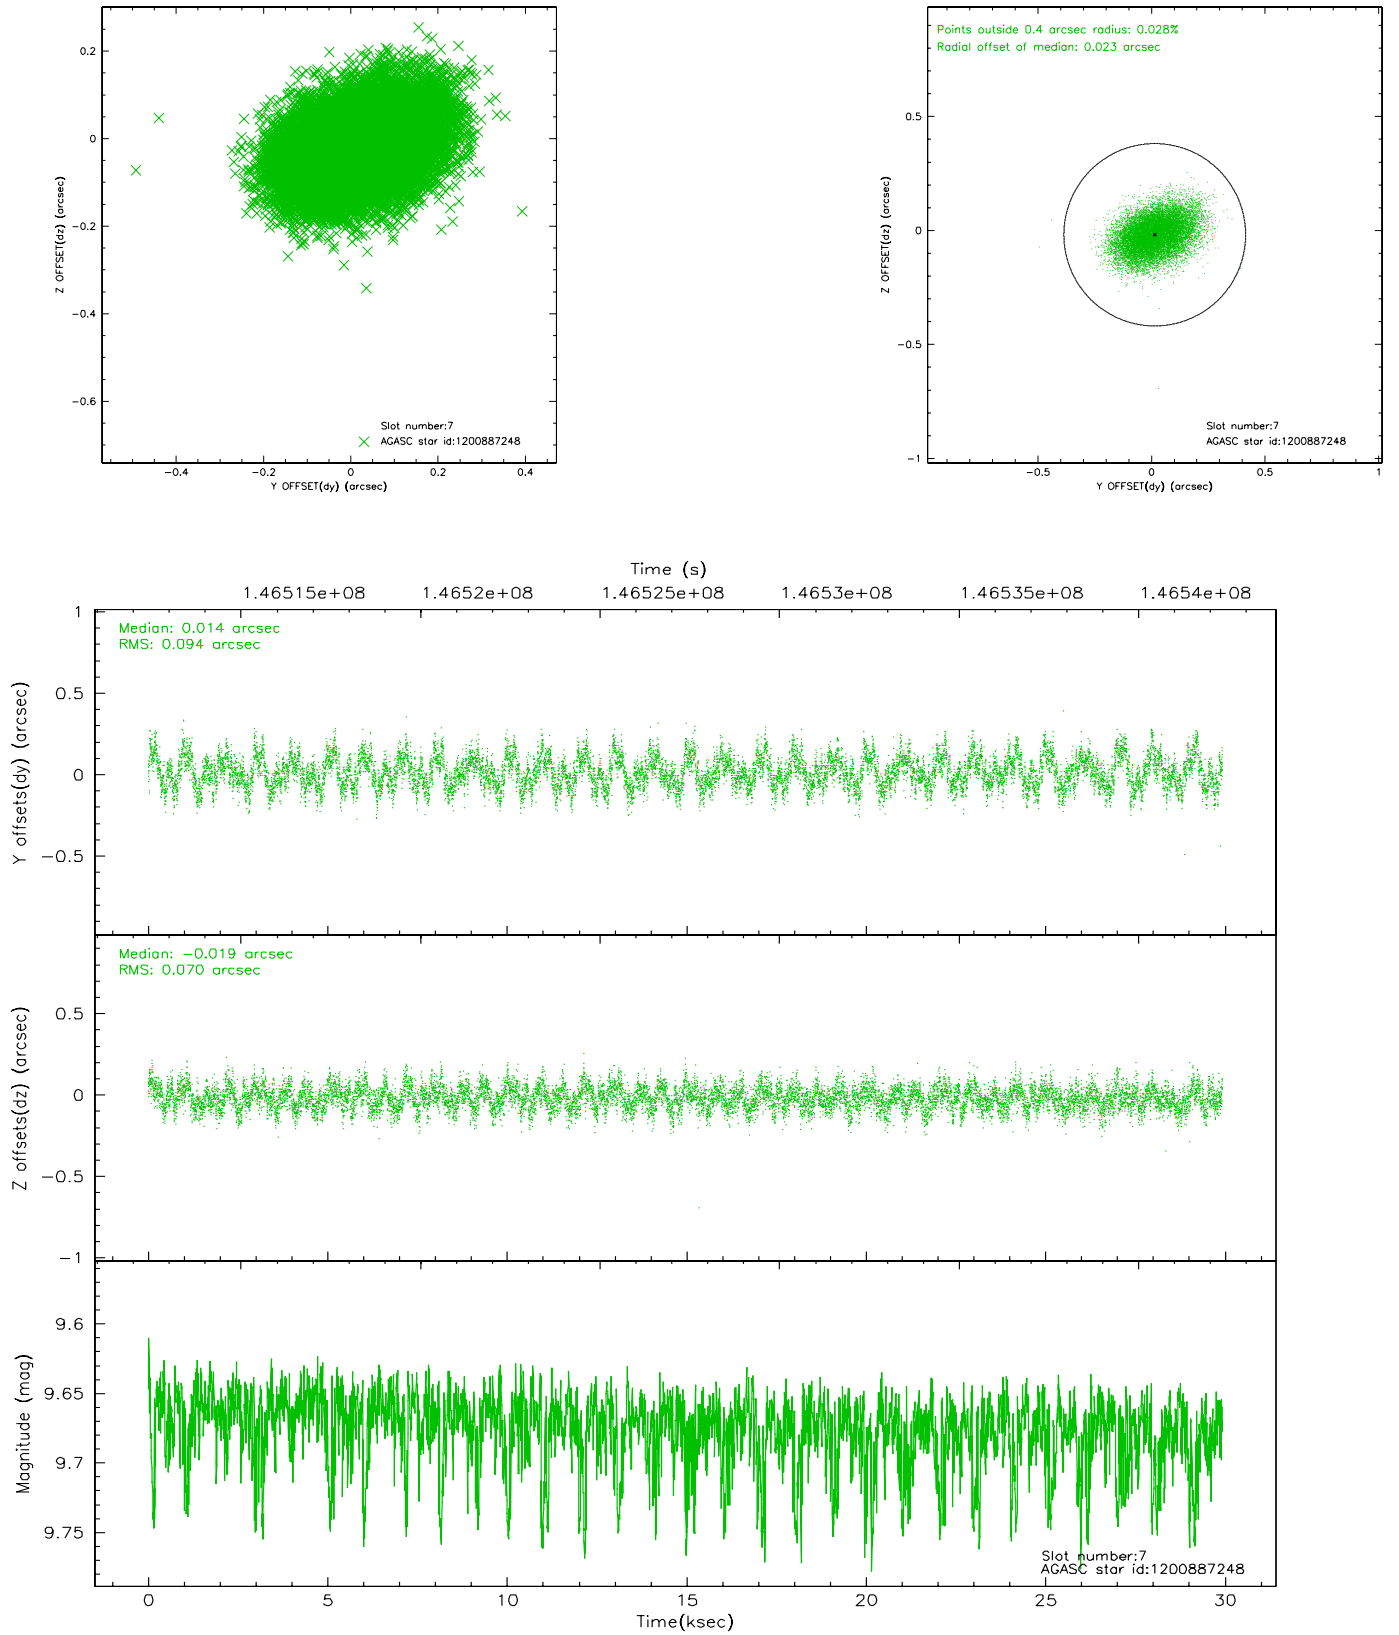 0.2
0
−0.2
−0.4
−0.6
Z OFFSET(dz) (arcsec)
Slot number:7
AGASC star id:1200887248
−0.4 −0.2 0 0.2 0.4
Y OFFSET(dy) (arcsec)
Points outside 0.4 arcsec radius: 0.028%
Radial offset of median: 0.023 arcsec
0.5
0
−0.5
−1
Z OFFSET(dz) (arcsec)
Slot number:7
AGASC star id:1200887248
−0.5 0 0.5 1
Y OFFSET(dy) (arcsec)
Time (s)
1.46515e+08 1.4652e+08 1.46525e+08 1.4653e+08 1.46535e+08 1.4654e+08
Median: 0.014 arcsec
RMS: 0.094 arcsec
1
0.5
0
−0.5
Y offsets(dy) (arcsec)
Median: −0.019 arcsec
RMS: 0.070 arcsec
0.5
0
−0.5
−1
Z offsets(dz) (arcsec)
9.6
9.65
9.7
9.75
Magnitude (mag)
Slot number:7
AGASC star id:1200887248
0 5 10 15 20 25 30
Time(ksec)